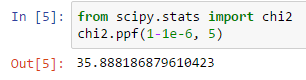 In [5]: from scipy.stats import chi2
chi2.ppf(1-1e-6, 5)
Out[5]: 35.888186879610423